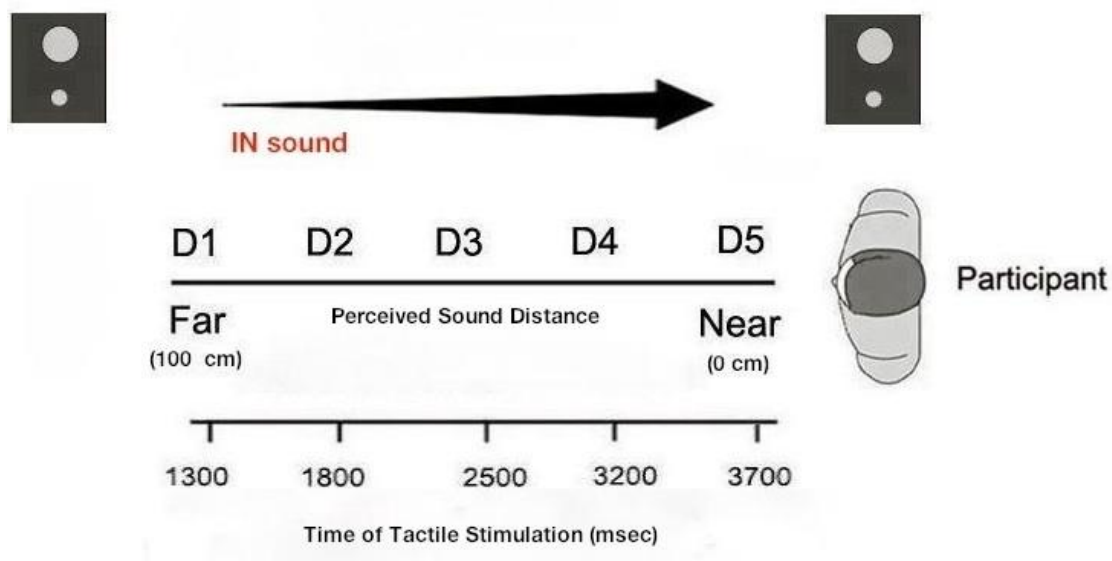 IN sound
D1 D2 D3 D4 D5
Far Perceived Sound Distance Near
(100 cm) (0 cm)
Participant
1300 1800 2500 3200 3700
Time of Tactile Stimulation (msec)